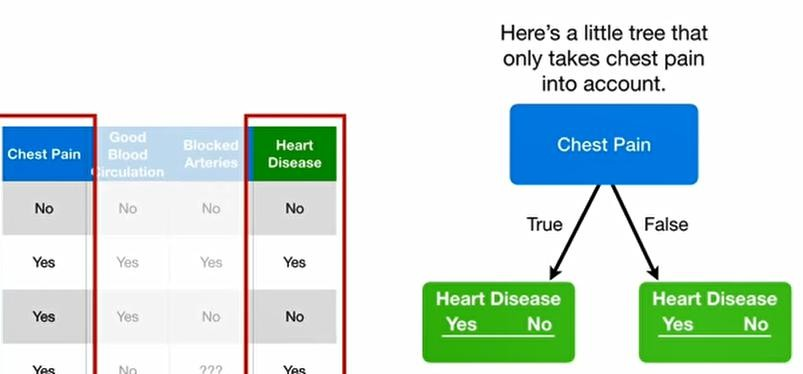 Here's a little tree that
only takes chest pain
into account.
Chest Pain
Good
Blood
Circulation
Blocked
Arteries
Heart
Disease
No No No No
Yes Yes Yes Yes
Yes Yes No No
Yes No ??? Yes
Chest Pain
True False
Heart Disease
Yes No
Heart Disease
Yes No